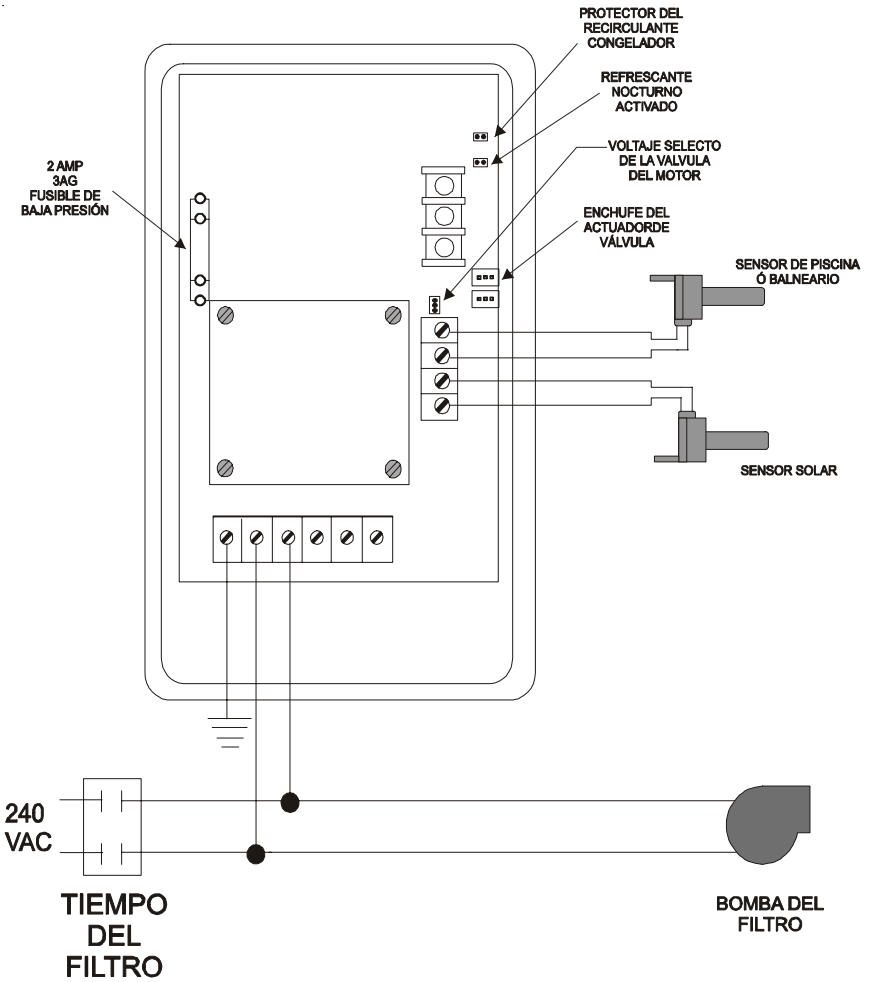 PROTECTOR DEL
RECIRCULANTE
CONGELADOR
REFRESCANTE
NOCTURNO
ACTIVADO
VOLTAJE SELECTO
DE LA VALVULA
DEL MOTOR
2 AMP
3AG
FUSIBLE DE
BAJA PRESIÓN
ENCHUFE DEL
ACTUADORDE
VÁLVULA
SENSOR DE PISCINA
Ó BALNEARIO
SENSOR SOLAR
240
VAC
TIEMPO
DEL
FILTRO
BOMBA DEL
FILTRO